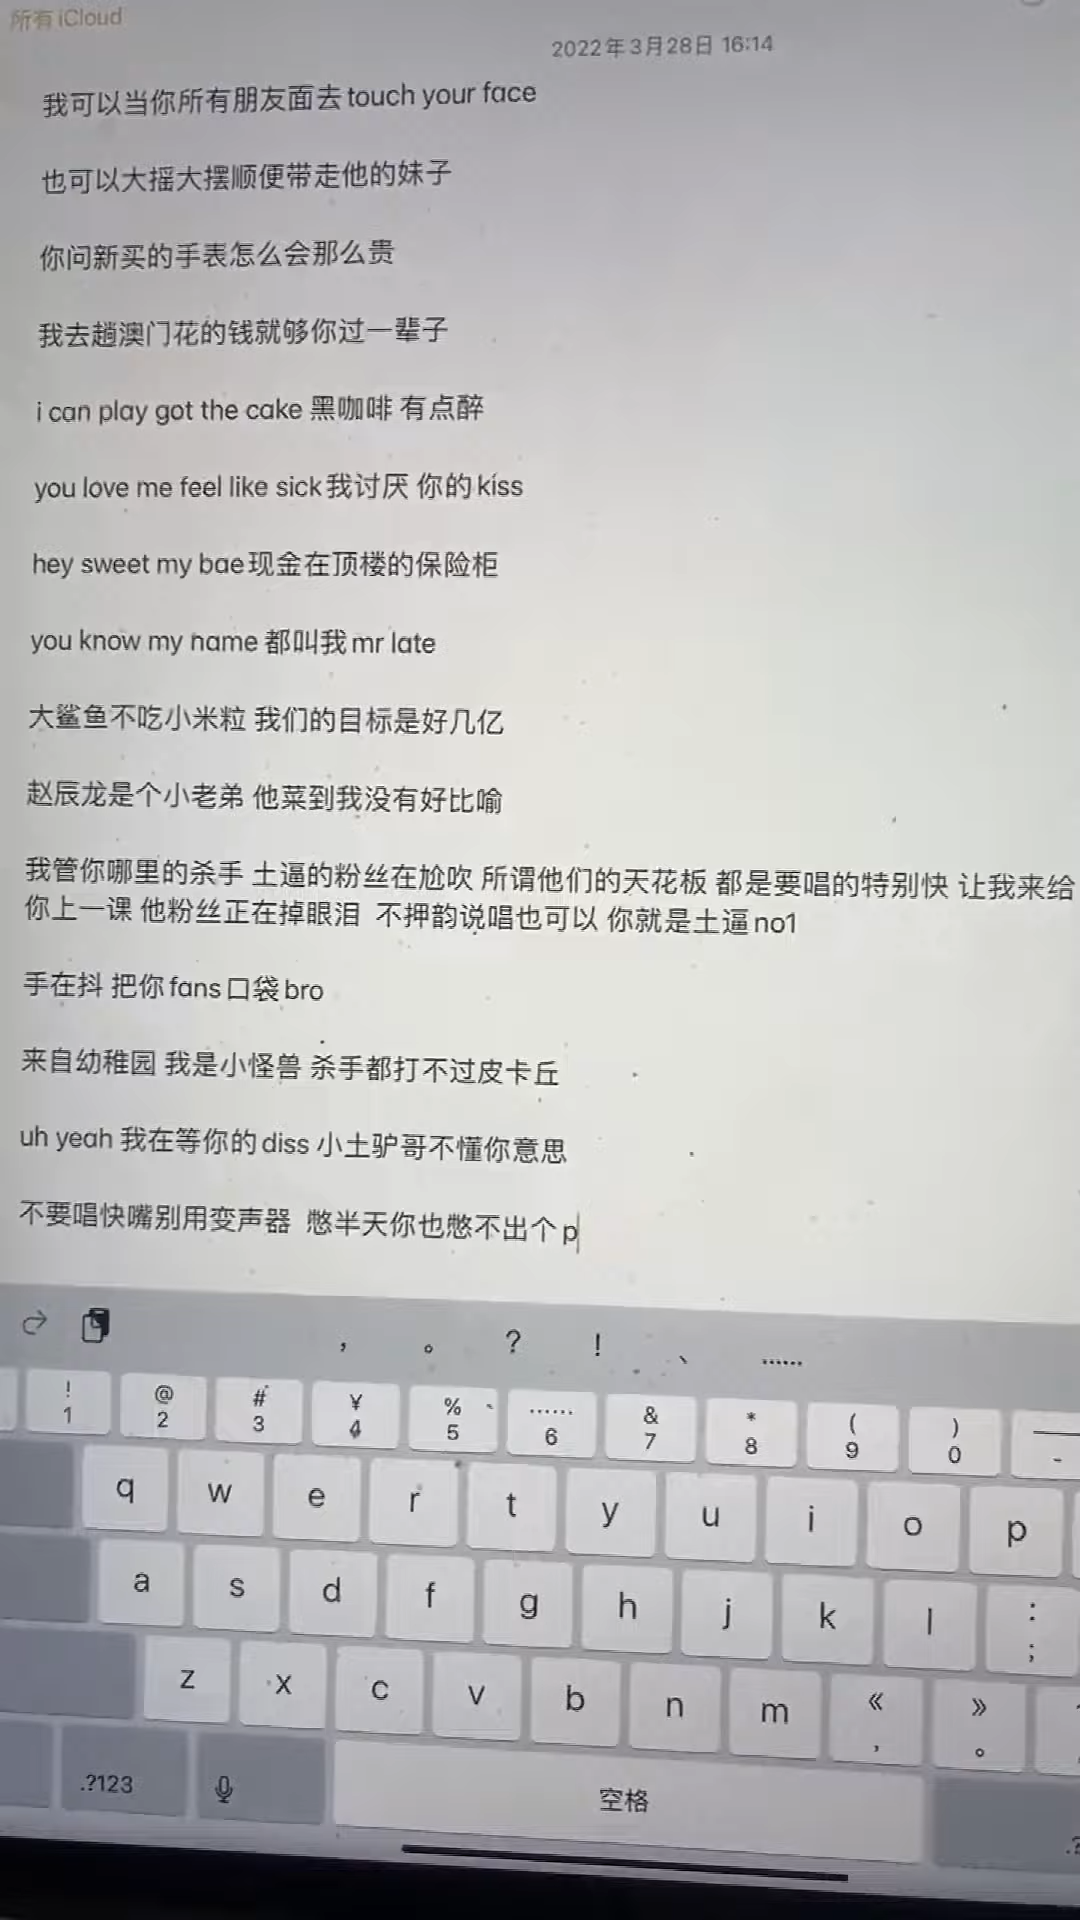 所有 iCloud
2022年3月28日 16:14
我可以当你所有朋友面去touch your face
也可以大摇大摆顺便带走他的妹子
你问新买的手表怎么会那么贵
我去趟澳门花的钱就够你过一辈子
i can play got the cake 黑咖啡 有点醉
you love me feel like sick我讨厌 你的kiss
hey sweet my bae现金在顶楼的保险柜
you know my name 都叫我mr late
大鲨鱼不吃小米粒 我们的目标是好几亿
赵辰龙是个小老弟 他菜到我没有好比喻
我管你哪里的杀手 土逼的粉丝在尬吹 所谓他们的天花板 都是要唱的特别快 让我来给
你上一课 他粉丝正在掉眼泪 不押韵说唱也可以 你就是土逼no1
手在抖 把你fans口袋bro
来自幼稚园 我是小怪兽 杀手都打不过皮卡丘
uh yeah 我在等你的diss 小土驴哥不懂你意思
不要唱快嘴别用变声器 憋半天你也憋不出个p
, 。 ? ! 、 ……
! @ # ¥ % …… & * ( ) —
1 2 3 4 5 6 7 8 9 0 -
q w e r t y u i o p
a s d f g h j k l : ;
z x c v b n m 《 , 》 。
.?123 空格 .?